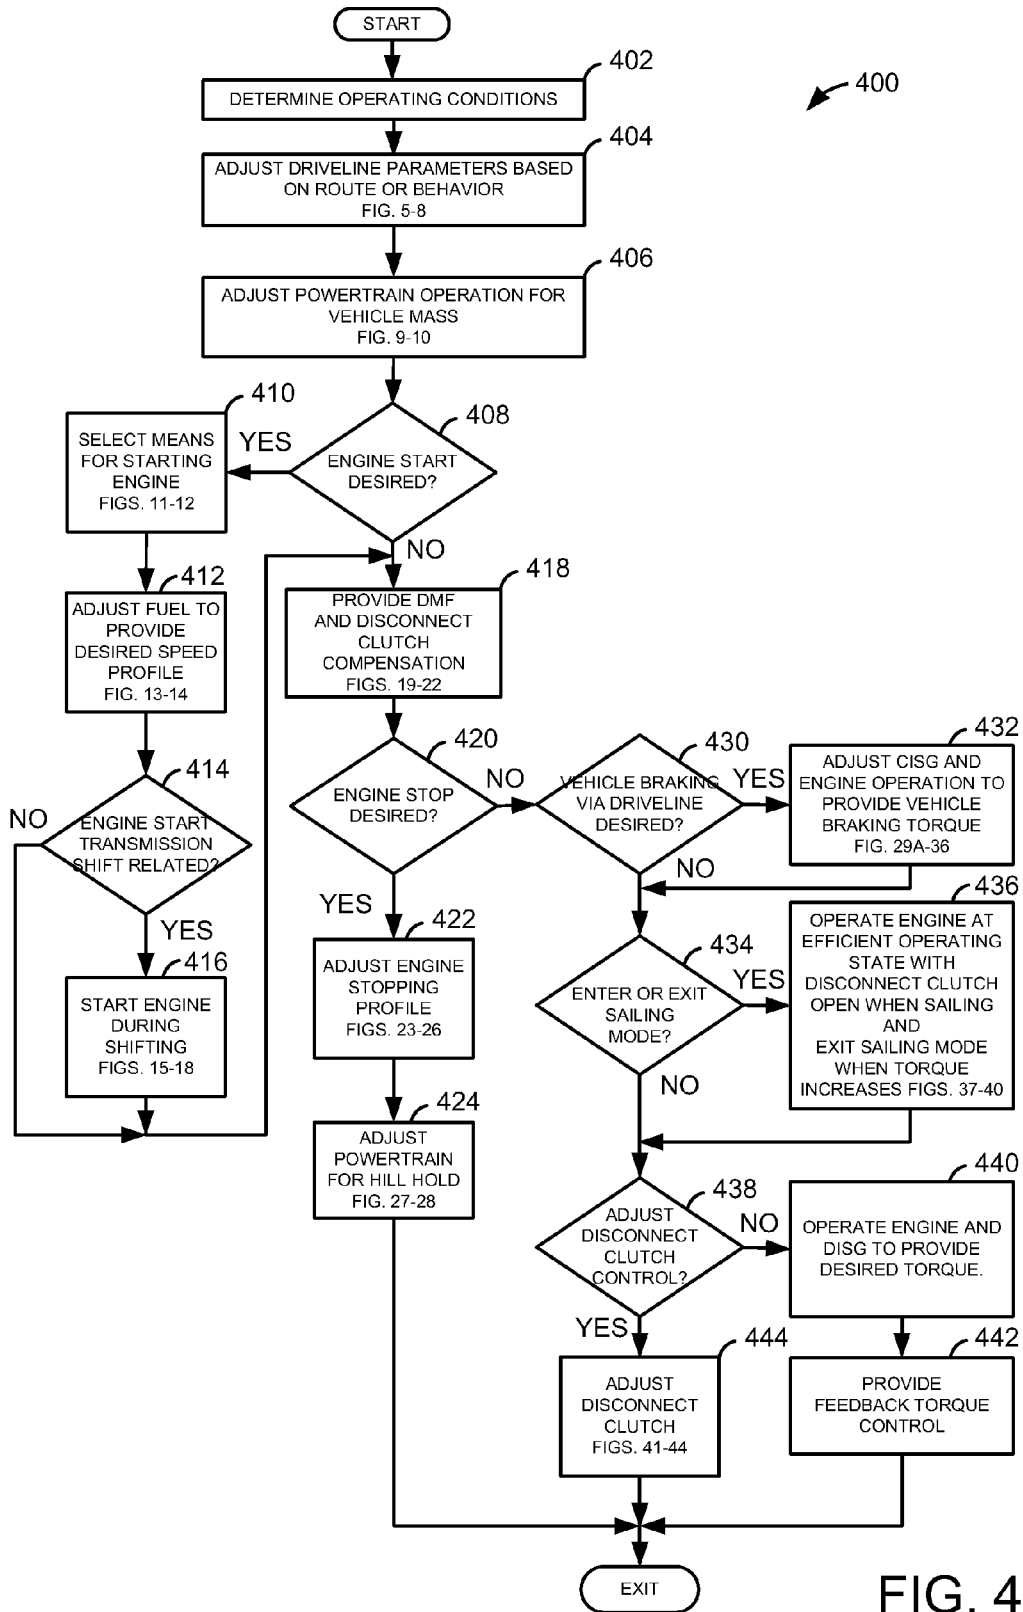 START
402
DETERMINE OPERATING CONDITIONS
400
404
ADJUST DRIVELINE PARAMETERS BASED
ON ROUTE OR BEHAVIOR
FIG. 5-8
406
ADJUST POWERTRAIN OPERATION FOR
VEHICLE MASS
FIG. 9-10
408
ENGINE START
DESIRED?
YES
NO
410
SELECT MEANS
FOR STARTING
ENGINE
FIGS. 11-12
412
ADJUST FUEL TO
PROVIDE
DESIRED SPEED
PROFILE
FIG. 13-14
414
ENGINE START
TRANSMISSION
SHIFT RELATED?
NO
YES
416
START ENGINE
DURING
SHIFTING
FIGS. 15-18
418
PROVIDE DMF
AND DISCONNECT
CLUTCH
COMPENSATION
FIGS. 19-22
420
ENGINE STOP
DESIRED?
NO
YES
422
ADJUST ENGINE
STOPPING
PROFILE
FIGS. 23-26
424
ADJUST
POWERTRAIN
FOR HILL HOLD
FIG. 27-28
430
VEHICLE BRAKING
VIA DRIVELINE
DESIRED?
YES
NO
432
ADJUST CISG AND
ENGINE OPERATION TO
PROVIDE VEHICLE
BRAKING TORQUE
FIG. 29A-36
434
ENTER OR EXIT
SAILING
MODE?
YES
NO
436
OPERATE ENGINE AT
EFFICIENT OPERATING
STATE WITH
DISCONNECT CLUTCH
OPEN WHEN SAILING
AND
EXIT SAILING MODE
WHEN TORQUE
INCREASES FIGS. 37-40
438
ADJUST
DISCONNECT
CLUTCH
CONTROL?
NO
YES
440
OPERATE ENGINE AND
DISG TO PROVIDE
DESIRED TORQUE.
442
PROVIDE
FEEDBACK TORQUE
CONTROL
444
ADJUST
DISCONNECT
CLUTCH
FIGS. 41-44
EXIT
FIG. 4